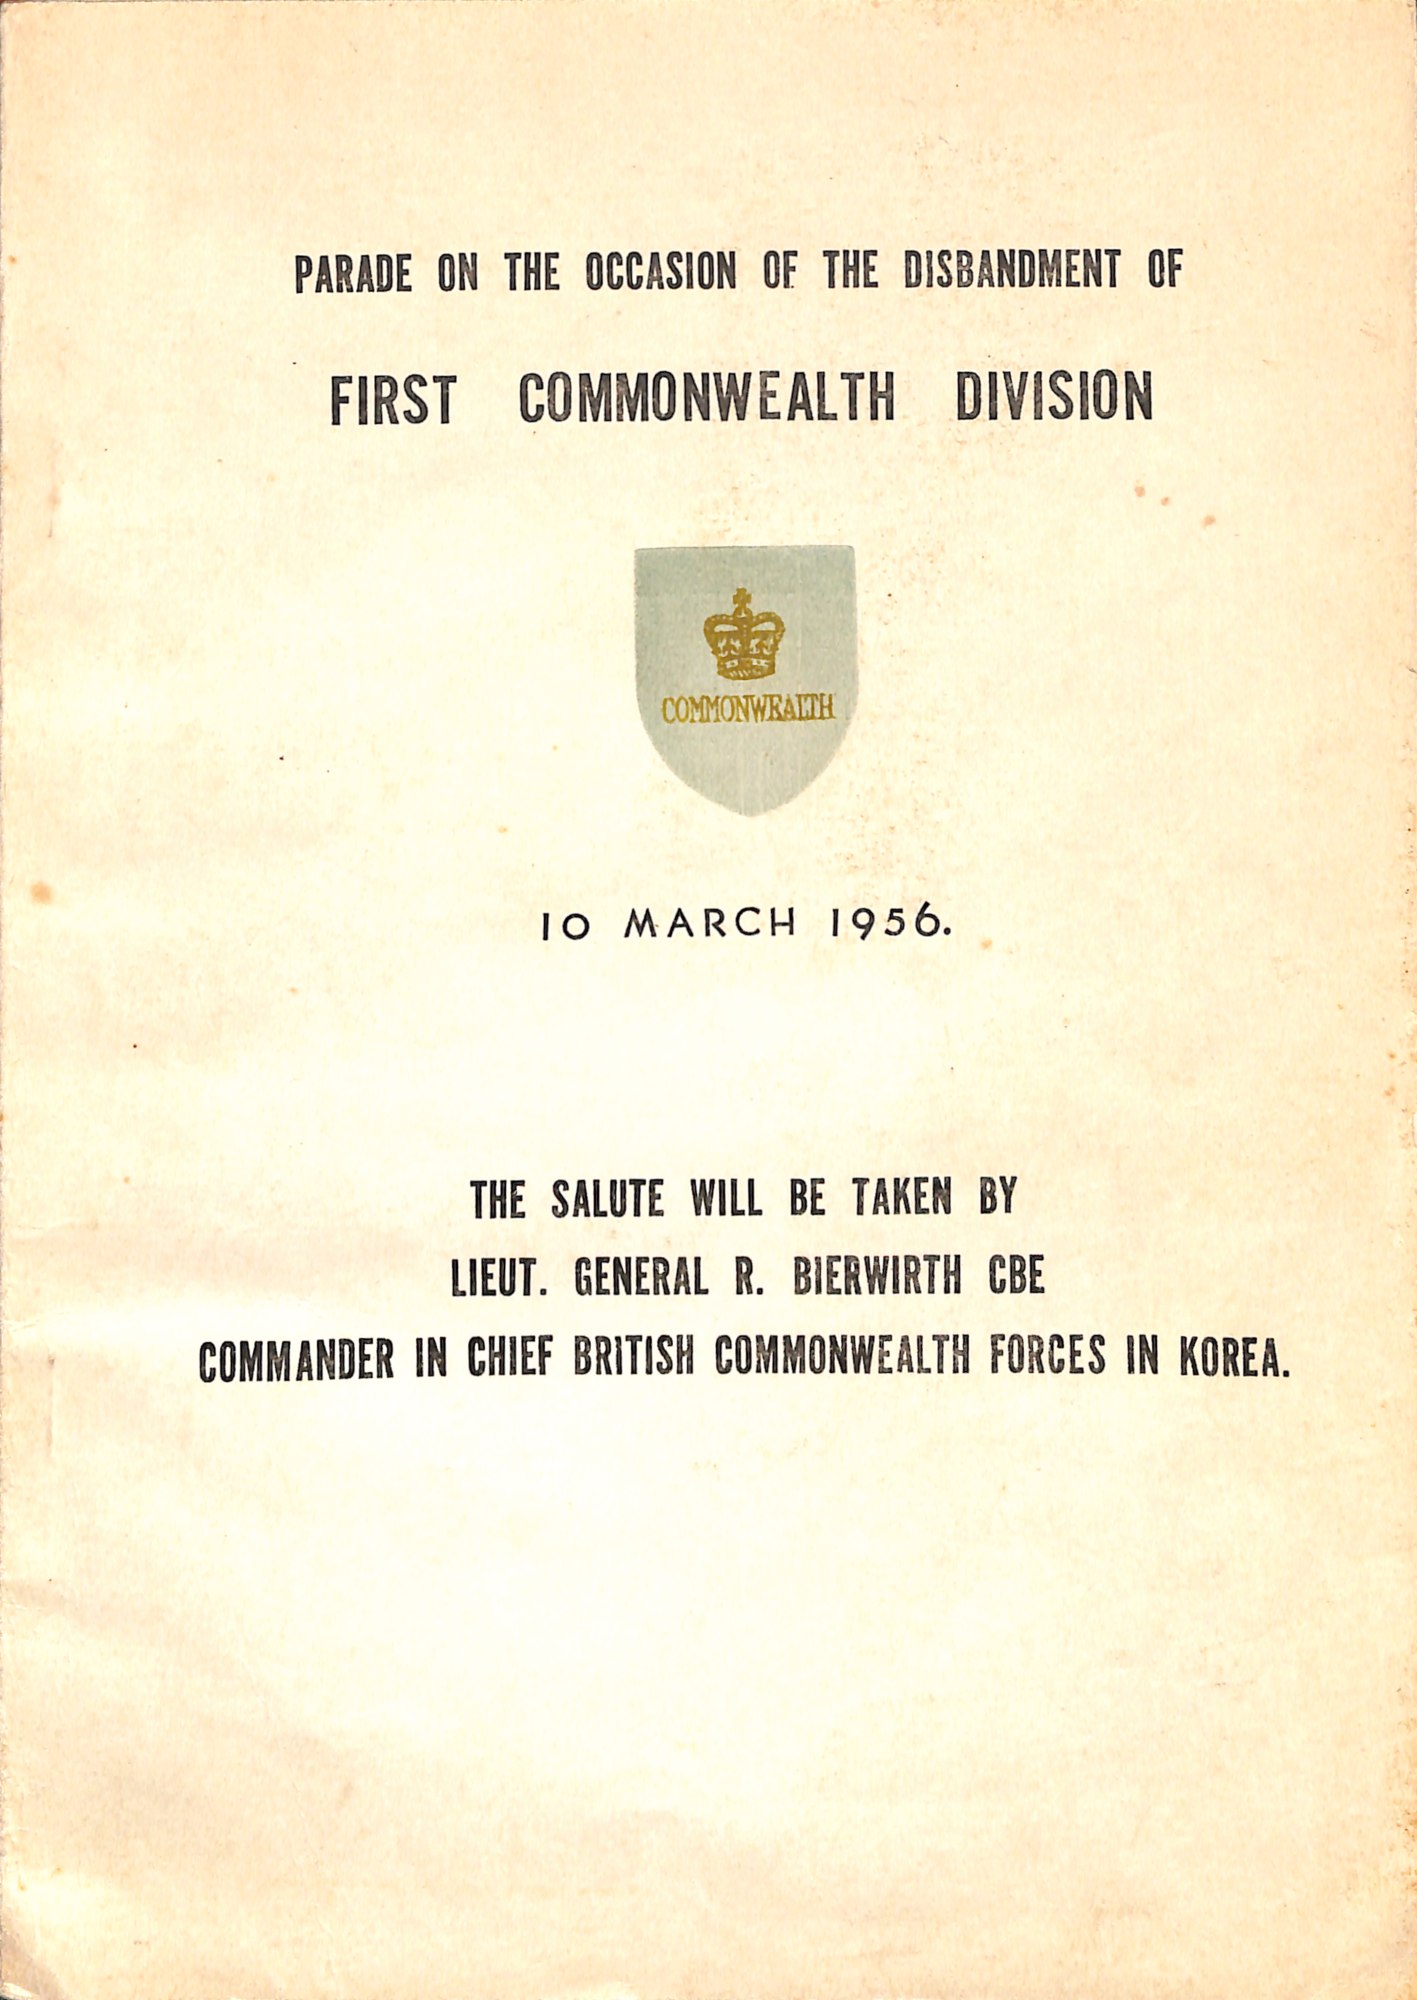 PARADE ON THE OCCASION OF THE DISBANDMENT OF
FIRST COMMONWEALTH DIVISION
COMMONWEALTH
10 MARCH 1956.
THE SALUTE WILL BE TAKEN BY
LIEUT. GENERAL R. BIERWIRTH CBE
COMMANDER IN CHIEF BRITISH COMMONWEALTH FORCES IN KOREA.